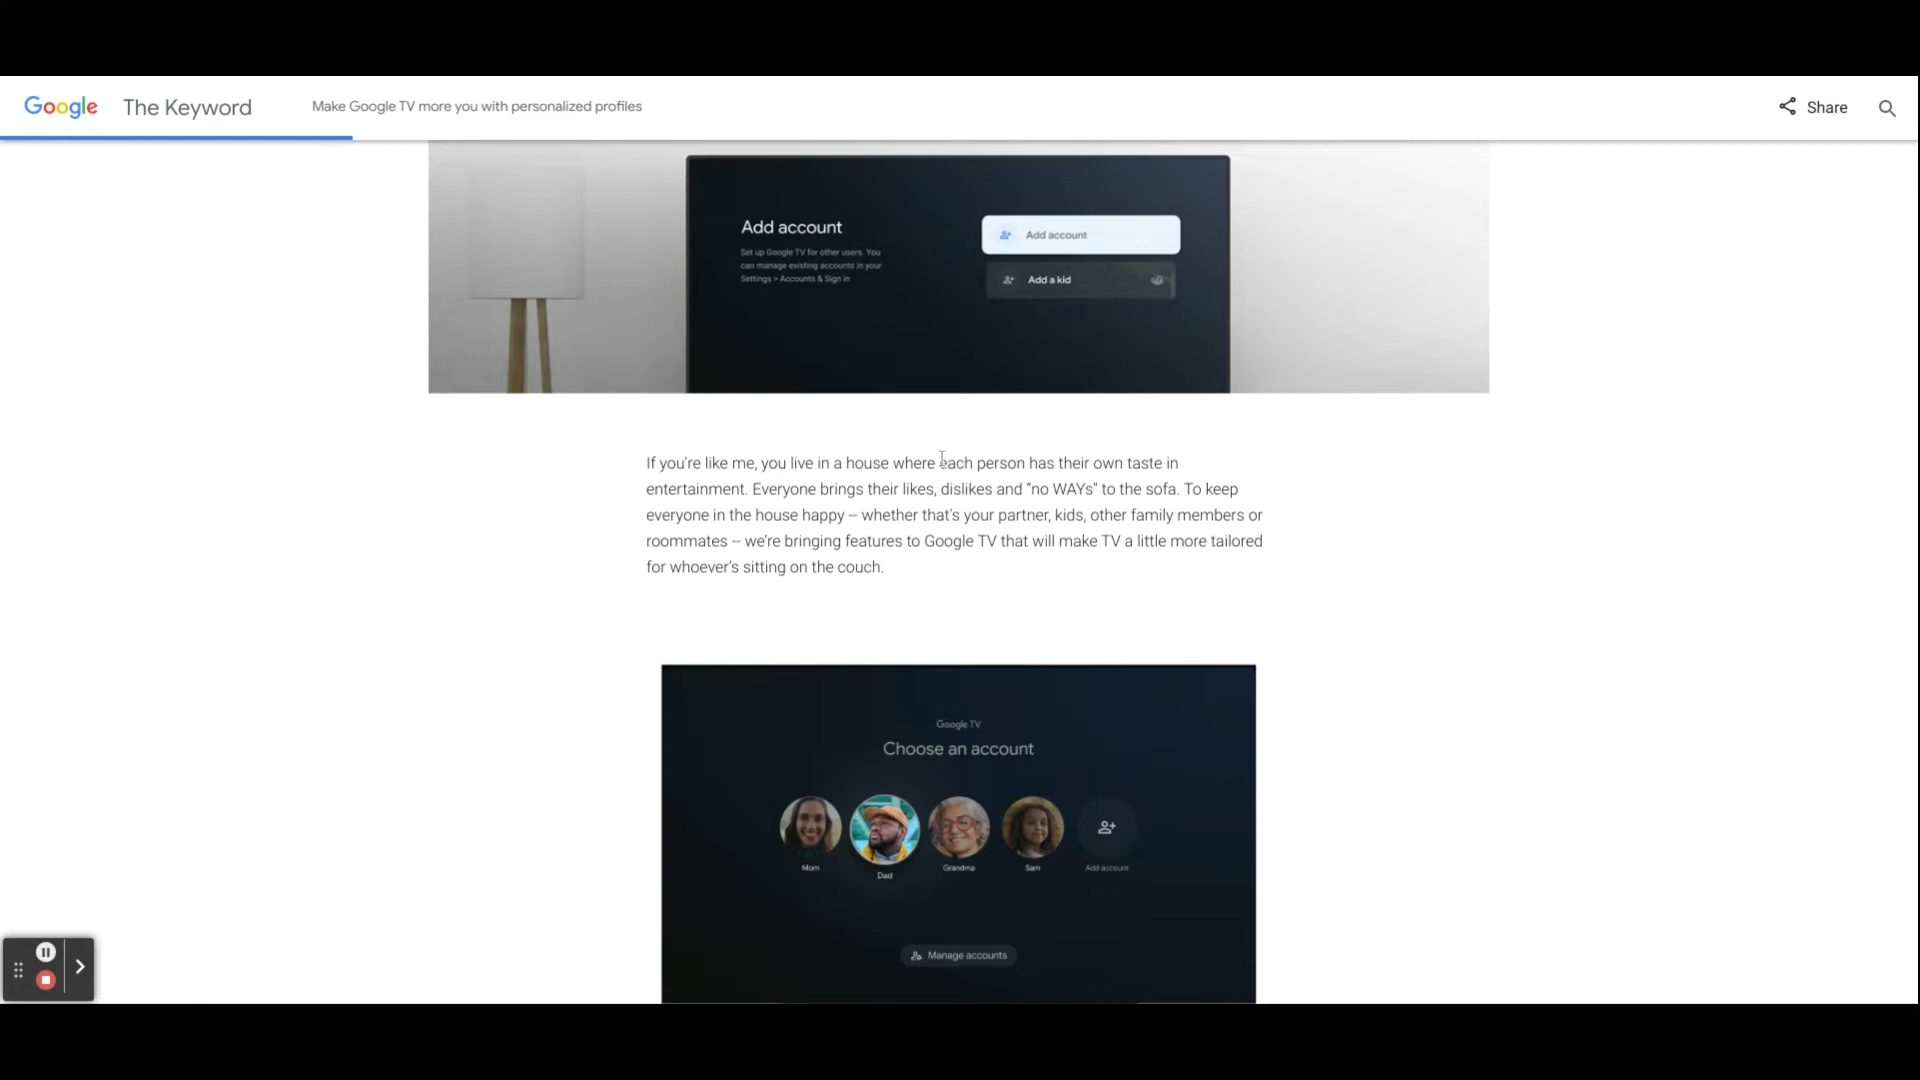 Google The Keyword Make Google TV more you with personalized profiles Share
Add account
Set up Google TV for other users. You
can manage existing accounts in your
Settings > Accounts & Sign in
Add account
Add a kid
If you're like me, you live in a house where each person has their own taste in
entertainment. Everyone brings their likes, dislikes and “no WAYs" to the sofa. To keep
everyone in the house happy -- whether that's your partner, kids, other family members or
roommates -- we’re bringing features to Google TV that will make TV a little more tailored
for whoever’s sitting on the couch.
Google TV
Choose an account
Mom Dad Grandma Sam Add account
Manage accounts